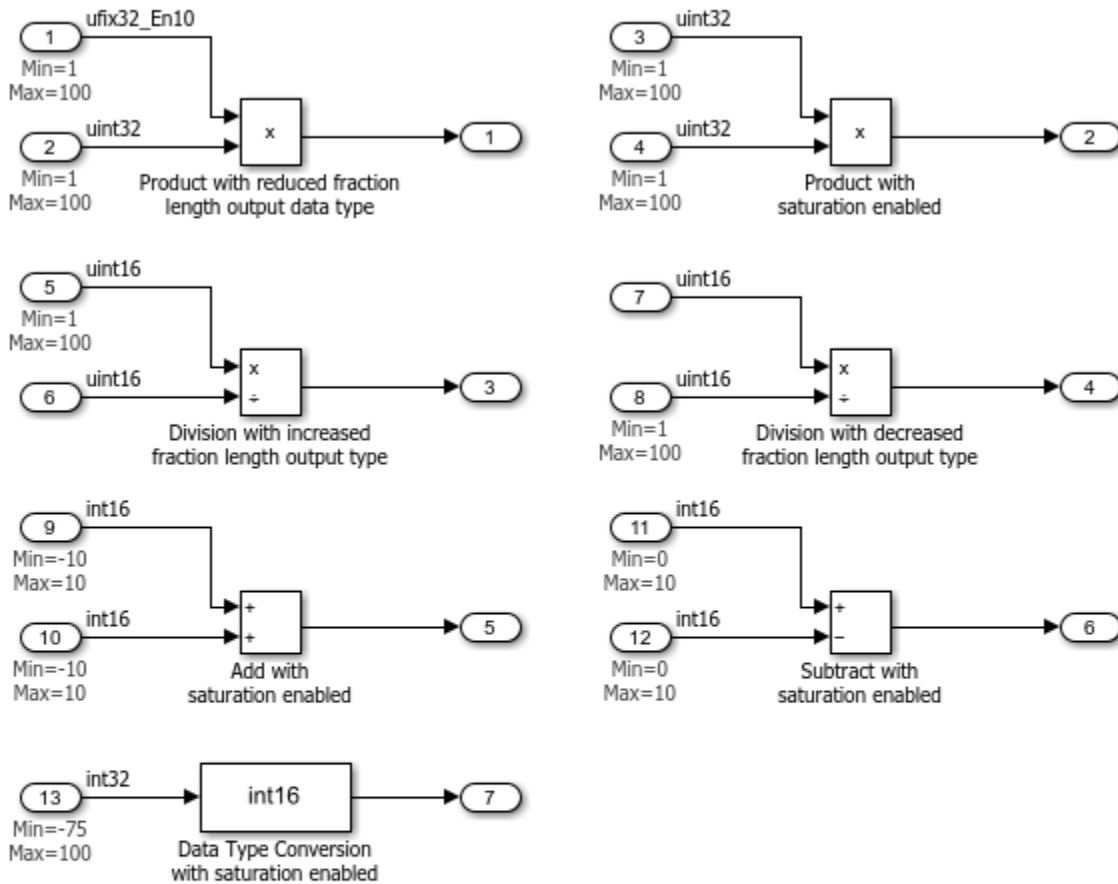 ufix32_En10
1
Min=1
Max=100
uint32
2
Min=1
Max=100
x
1
Product with reduced fraction
length output data type
uint32
3
Min=1
Max=100
uint32
4
Min=1
Max=100
x
2
Product with
saturation enabled
uint16
5
Min=1
Max=100
uint16
6
x
÷
3
Division with increased
fraction length output type
uint16
7
uint16
8
Min=1
Max=100
x
÷
4
Division with decreased
fraction length output type
int16
9
Min=-10
Max=10
int16
10
Min=-10
Max=10
+
+
5
Add with
saturation enabled
int16
11
Min=0
Max=10
int16
12
Min=0
Max=10
+
−
6
Subtract with
saturation enabled
int32
13
Min=-75
Max=100
int16
7
Data Type Conversion
with saturation enabled